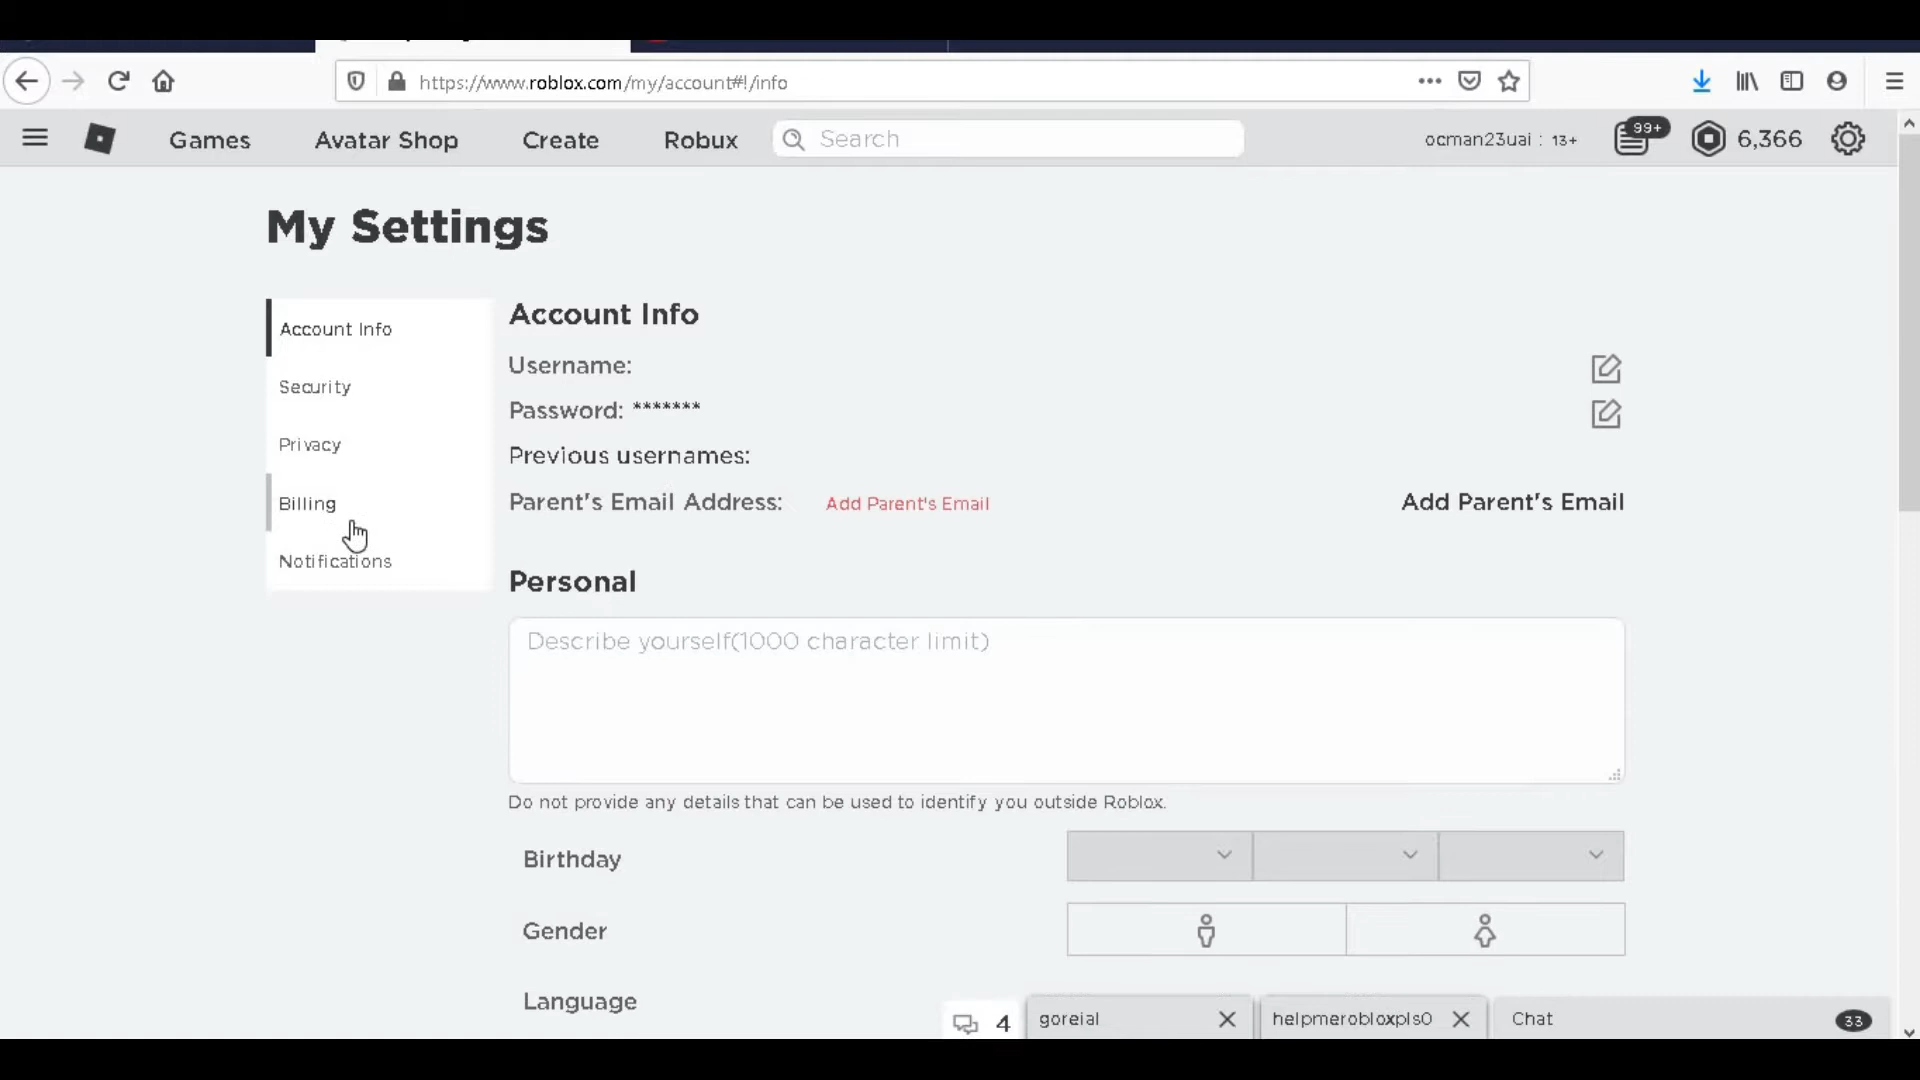 https://www.roblox.com/my/account#!/info
Games
Avatar Shop
Create
Robux
Search
ocman23uai : 13+
99+
6,366
My Settings
Account Info
Security
Privacy
Billing
Notifications
Account Info
Username:
Password: *******
Previous usernames:
Parent's Email Address: Add Parent's Email
Add Parent's Email
Personal
Describe yourself(1000 character limit)
Do not provide any details that can be used to identify you outside Roblox.
Birthday
Gender
Language
4
goreial
helpmerobloxpls0
Chat
33